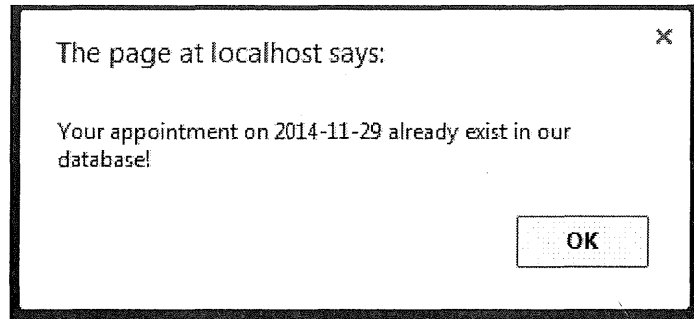 The page at localhost says:
Your appointment on 2014-11-29 already exist in our
database!
OK